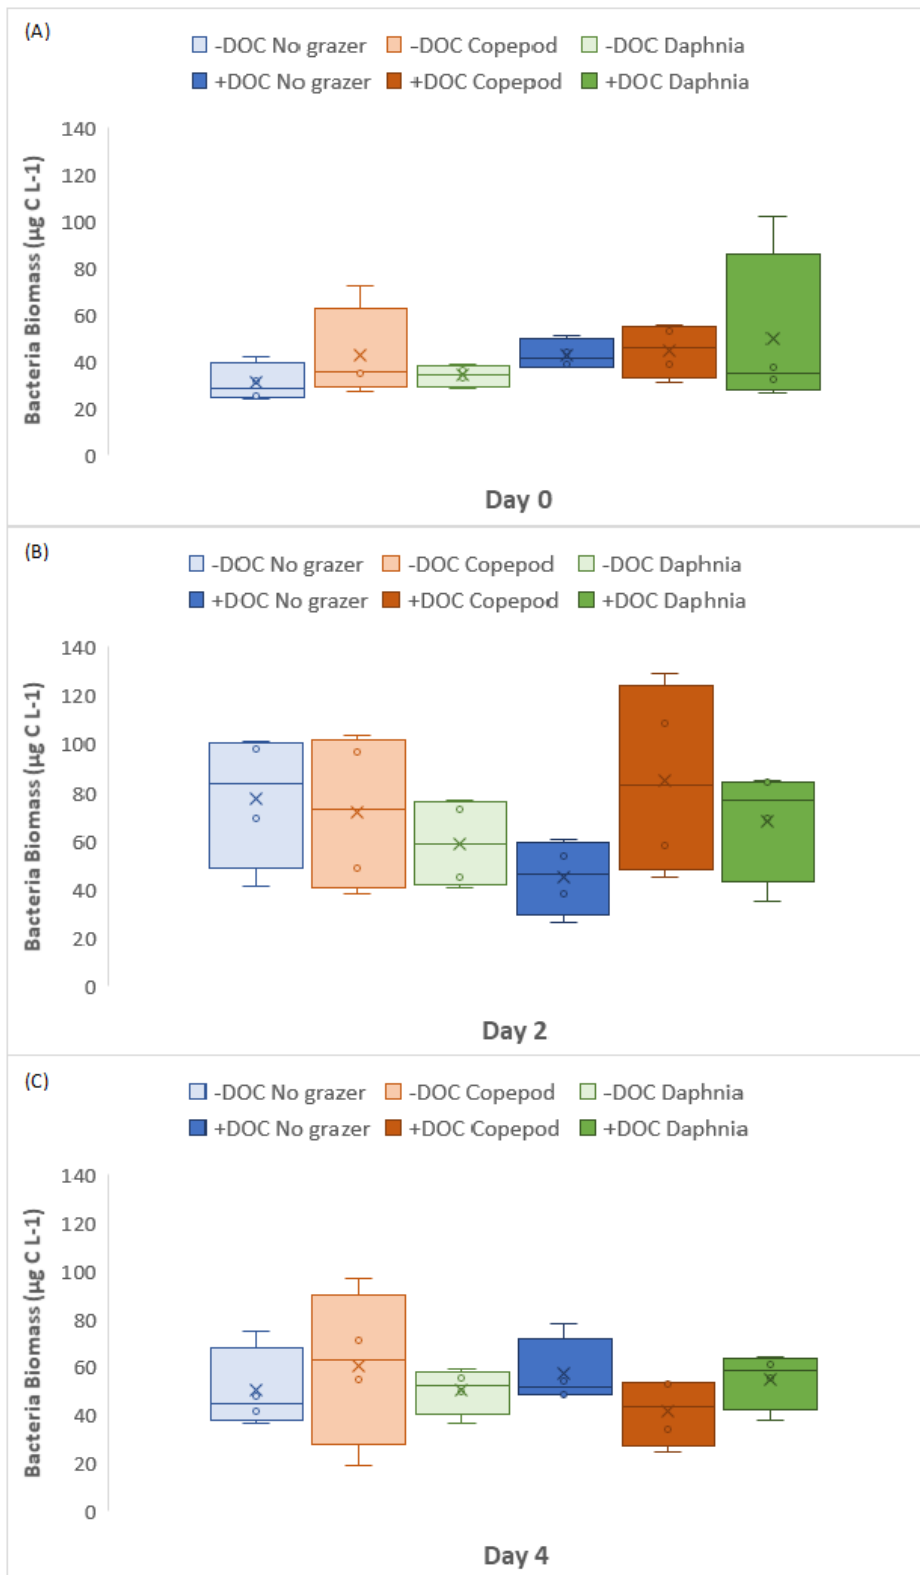 (A)
-DOC No grazer -DOC Copepod -DOC Daphnia
+DOC No grazer +DOC Copepod +DOC Daphnia
Bacteria Biomass (µg C L-1)
140
120
100
80
60
40
20
0
Day 0
(B)
-DOC No grazer -DOC Copepod -DOC Daphnia
+DOC No grazer +DOC Copepod +DOC Daphnia
Bacteria Biomass (µg C L-1)
140
120
100
80
60
40
20
0
Day 2
(C)
-DOC No grazer -DOC Copepod -DOC Daphnia
+DOC No grazer +DOC Copepod +DOC Daphnia
Bacteria Biomass (µg C L-1)
140
120
100
80
60
40
20
0
Day 4